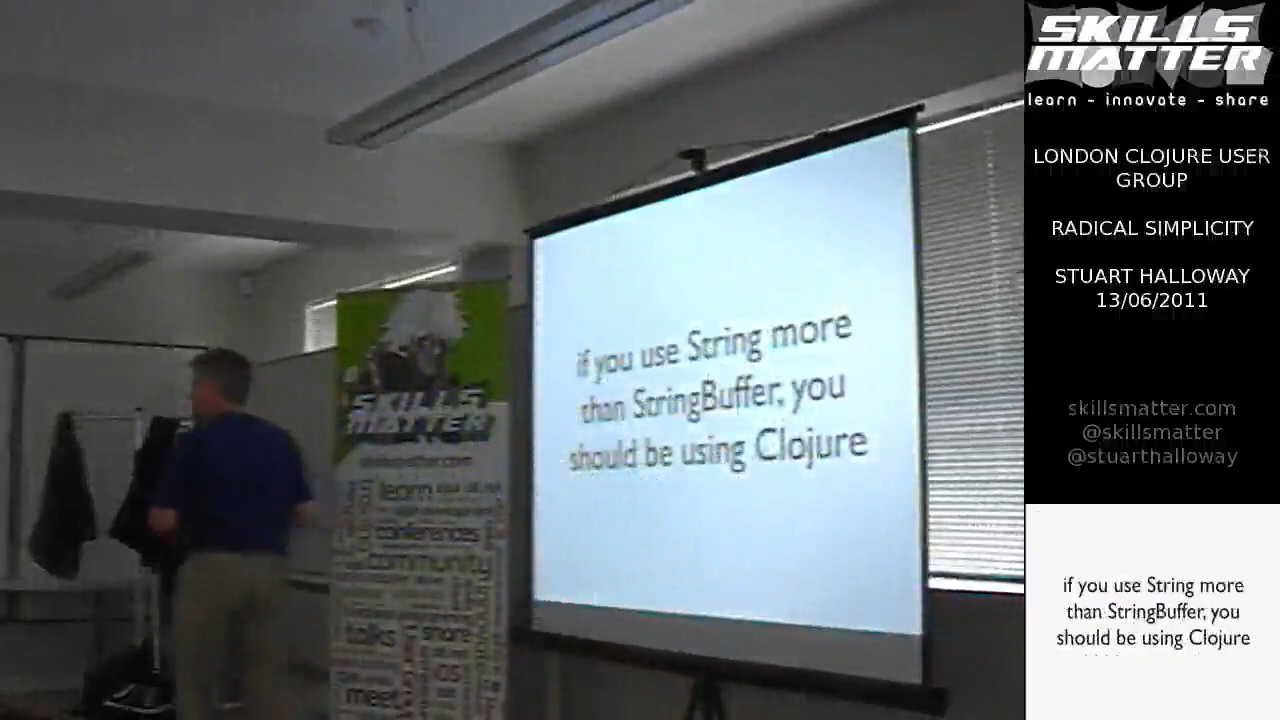 if you use String more
than StringBuffer, you
should be using Clojure
SKILLS
MATTER
learn
conferences
community
talks
share
meet
SKILLS
MATTER
learn - innovate - share
LONDON CLOJURE USER
GROUP
RADICAL SIMPLICITY
STUART HALLOWAY
13/06/2011
skillsmatter.com
@skillsmatter
@stuarthalloway
if you use String more
than StringBuffer, you
should be using Clojure